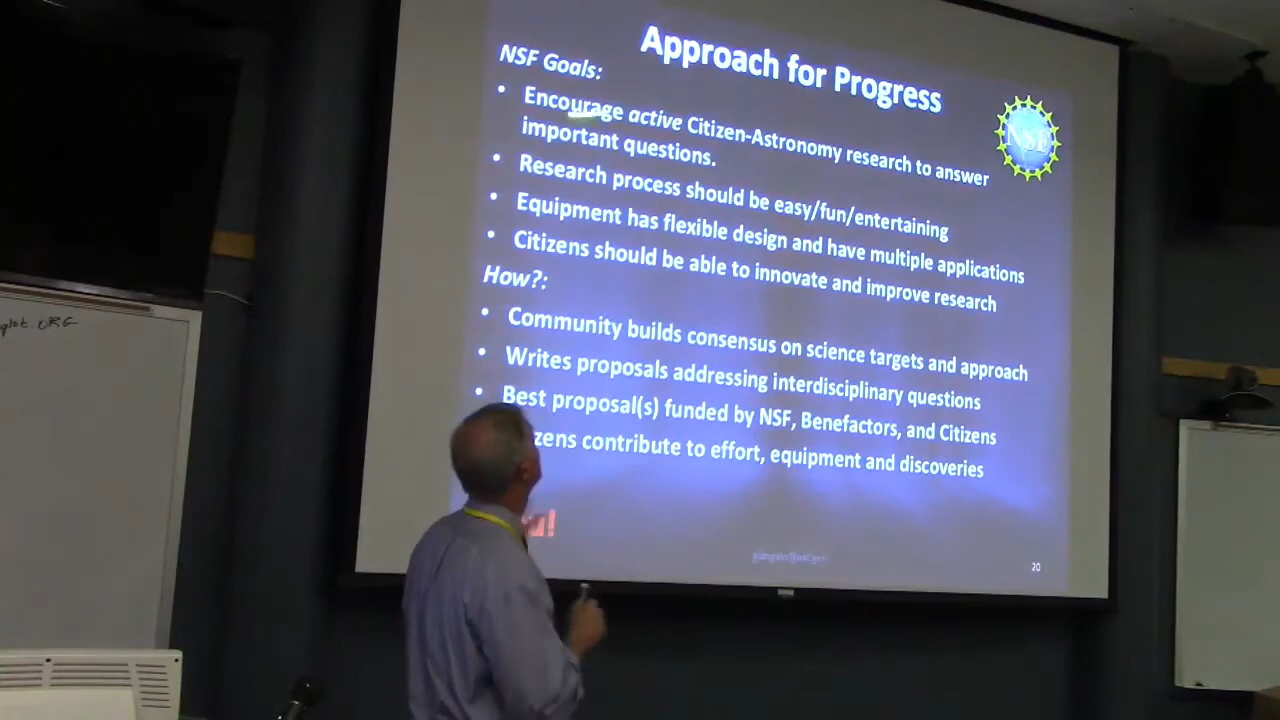 Approach for Progress
NSF Goals:
• Encourage active Citizen-Astronomy research to answer
important questions.
• Research process should be easy/fun/entertaining
• Equipment has flexible design and have multiple applications
• Citizens should be able to innovate and improve research
How?:
• Community builds consensus on science targets and approach
• Writes proposals addressing interdisciplinary questions
• Best proposal(s) funded by NSF, Benefactors, and Citizens
zens contribute to effort, equipment and discoveries
NSF
20